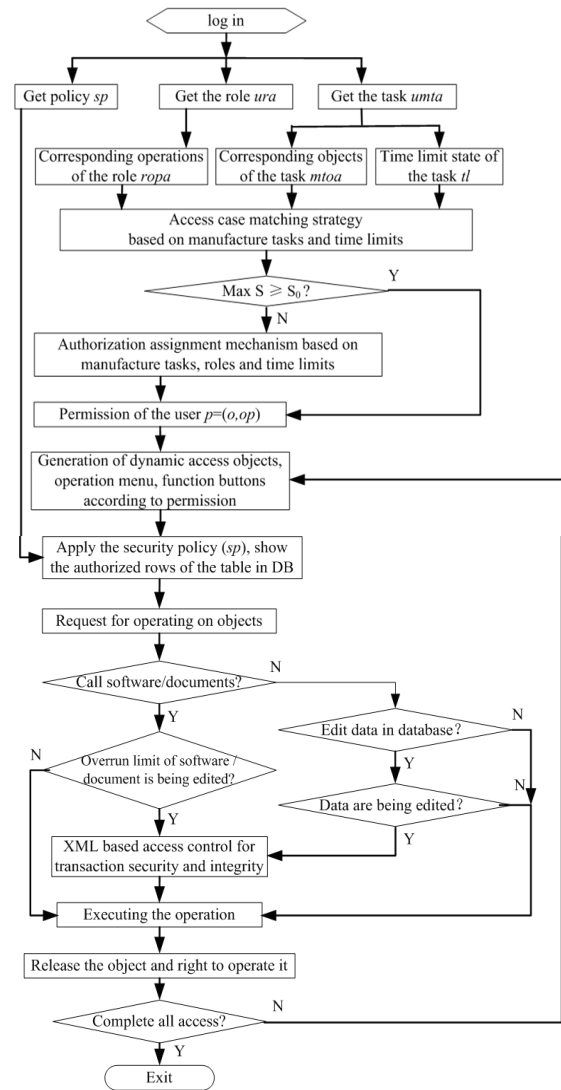 log in
Get policy sp
Get the role ura
Get the task umta
Corresponding operations
of the role ropa
Corresponding objects
of the task mtoa
Time limit state of
the task tl
Access case matching strategy
based on manufacture tasks and time limits
Max S ⩾ S₀?
Y
N
Authorization assignment mechanism based on
manufacture tasks, roles and time limits
Permission of the user p=(o,op)
Generation of dynamic access objects,
operation menu, function buttons
according to permission
Apply the security policy (sp), show
the authorized rows of the table in DB
Request for operating on objects
Call software/documents?
N
Y
Edit data in database?
N
Y
Overrun limit of software /
document is being edited?
N
Y
Data are being edited?
N
Y
XML based access control for
transaction security and integrity
Executing the operation
Release the object and right to operate it
Complete all access?
N
Y
Exit